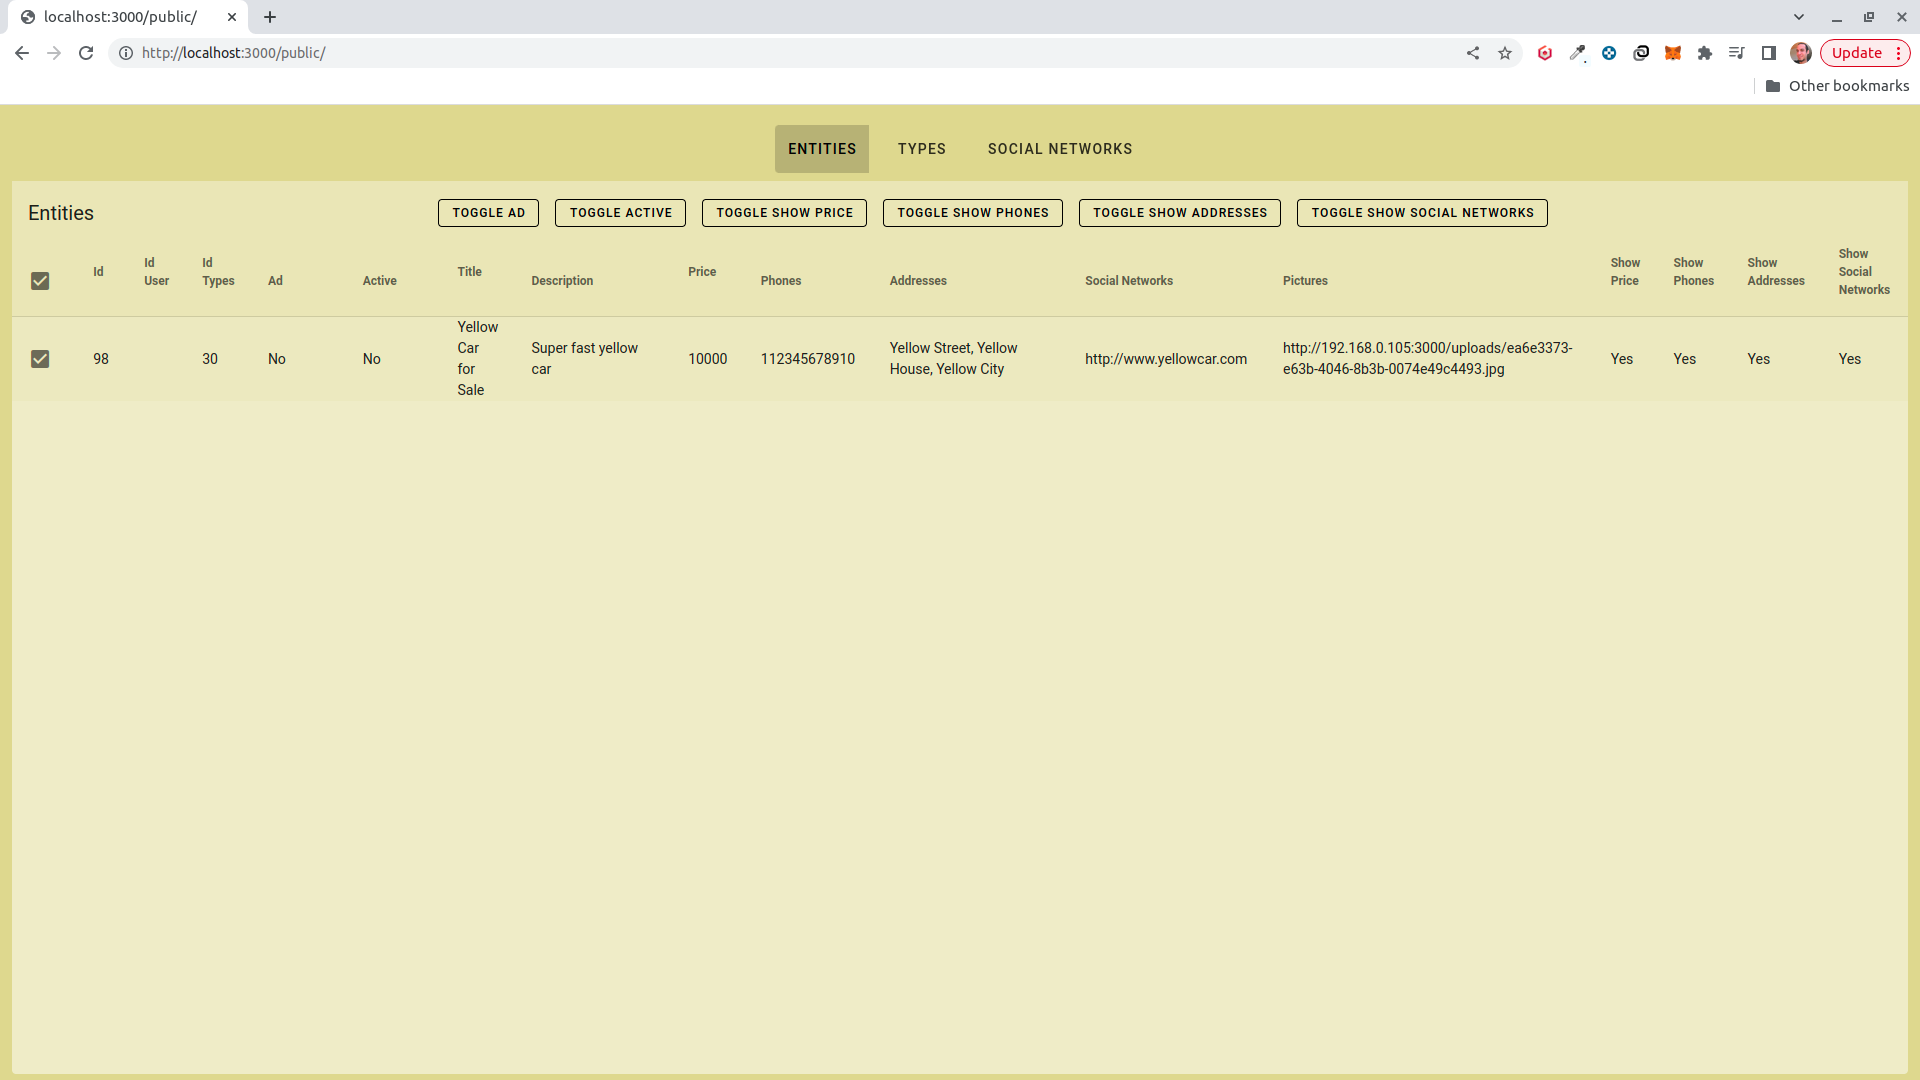 localhost:3000/public/
http://localhost:3000/public/
Update
Other bookmarks
ENTITIES TYPES SOCIAL NETWORKS
Entities TOGGLE AD TOGGLE ACTIVE TOGGLE SHOW PRICE TOGGLE SHOW PHONES TOGGLE SHOW ADDRESSES TOGGLE SHOW SOCIAL NETWORKS
Id
Id
User
Id
Types
Ad
Active
Title
Description
Price
Phones
Addresses
Social Networks
Pictures
Show
Price
Show
Phones
Show
Addresses
Show
Social
Networks
98
30
No
No
Yellow
Car
for
Sale
Super fast yellow
car
10000
112345678910
Yellow Street, Yellow
House, Yellow City
http://www.yellowcar.com
http://192.168.0.105:3000/uploads/ea6e3373-
e63b-4046-8b3b-0074e49c4493.jpg
Yes
Yes
Yes
Yes